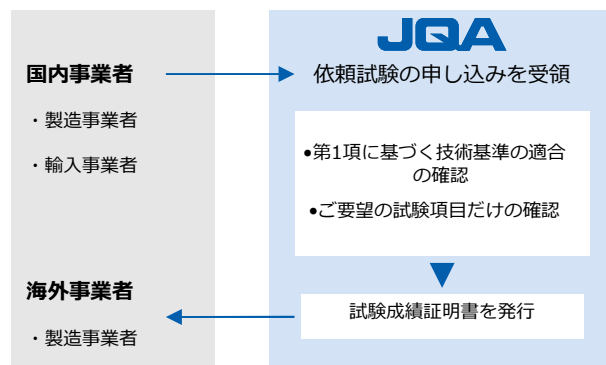 国内事業者
・製造事業者
・輸入事業者
海外事業者
・製造事業者
JQA
依頼試験の申し込みを受領
•第1項に基づく技術基準の適合
の確認
•ご要望の試験項目だけの確認
試験成績証明書を発行